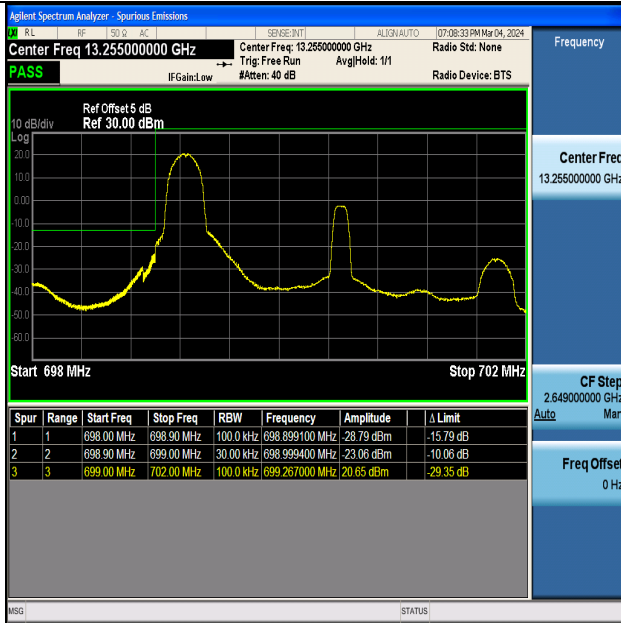 Agilent Spectrum Analyzer - Spurious Emissions
RL RF 50 Ω AC SENSE:INT ALIGN AUTO 07:08:33 PM Mar 04, 2024
Center Freq 13.255000000 GHz Center Freq: 13.255000000 GHz Radio Std: None
Trig: Free Run Avg|Hold: 1/1
PASS IFGain:Low #Atten: 40 dB Radio Device: BTS
Ref Offset 5 dB
10 dB/div Ref 30.00 dBm
Log
20.0
10.0
0.00
-10.0
-20.0
-30.0
-40.0
-50.0
-60.0
Start 698 MHz Stop 702 MHz
Spur Range Start Freq Stop Freq RBW Frequency Amplitude Δ Limit
1 1 698.00 MHz 698.90 MHz 100.0 kHz 698.899100 MHz -28.79 dBm -15.79 dB
2 2 698.90 MHz 699.00 MHz 30.00 kHz 698.999400 MHz -23.06 dBm -10.06 dB
3 3 699.00 MHz 702.00 MHz 100.0 kHz 699.267000 MHz 20.65 dBm -29.35 dB
MSG STATUS
Frequency
Center Freq
13.255000000 GHz
CF Step
2.649000000 GHz
Auto Man
Freq Offset
0 Hz